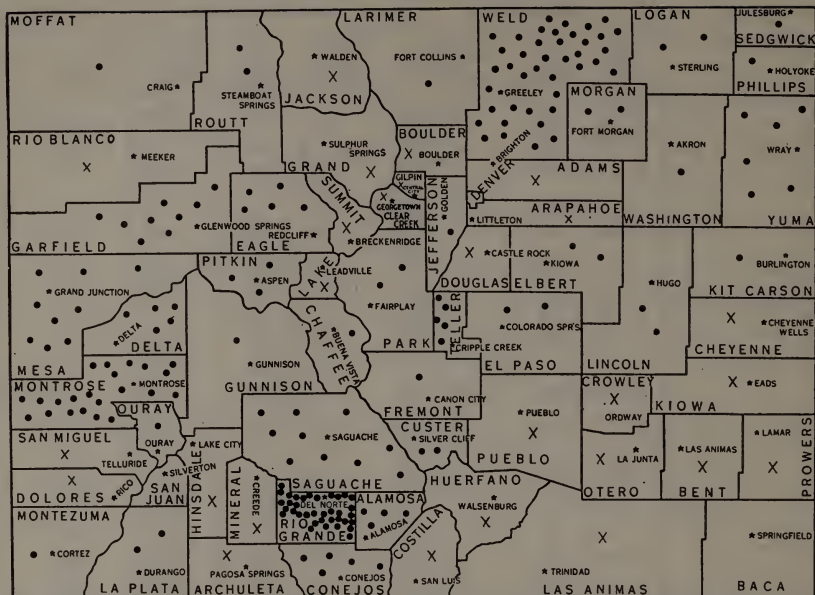 MOFFAT
CRAIG
ROUTT
STEAMBOAT
SPRINGS
JACKSON
WALDEN
LARIMER
FORT COLLINS
WELD
GREELEY
LOGAN
STERLING
JULESBURG
SEDGWICK
HOLYOKE
PHILLIPS
MORGAN
FORT MORGAN
RIO BLANCO
MEEKER
GRAND
SULPHUR
SPRINGS
BOULDER
BOULDER
GILPIN
CENTRAL
CITY
GEORGETOWN
CLEAR
CREEK
JEFFERSON
GOLDEN
DENVER
BRIGHTON
ADAMS
ARAPAHOE
LITTLETON
AKRON
WASHINGTON
WRAY
YUMA
GARFIELD
GLENWOOD SPRINGS
REDCLIFF
EAGLE
SUMMIT
BRECKENRIDGE
PITKIN
ASPEN
LAKE
LEADVILLE
FAIRPLAY
PARK
DOUGLAS
CASTLE ROCK
ELBERT
KIOWA
HUGO
LINCOLN
BURLINGTON
KIT CARSON
CHEYENNE
WELLS
CHEYENNE
GRAND JUNCTION
MESA
DELTA
DELTA
GUNNISON
GUNNISON
CHAFFEE
BUENA VISTA
TELLER
CRIPPLE CREEK
COLORADO SPR'S
EL PASO
MONTROSE
MONTROSE
OURAY
OURAY
CANON CITY
FREMONT
CROWLEY
ORDWAY
EADS
KIOWA
SAN MIGUEL
TELLURIDE
LAKE CITY
SAGUACHE
SAGUACHE
CUSTER
SILVER CLIFF
PUEBLO
PUEBLO
LA JUNTA
OTERO
LAS ANIMAS
BENT
LAMAR
PROWERS
DOLORES
RICO
SILVERTON
SAN
JUAN
HINSDALE
MINERAL
CREEDE
DEL NORTE
RIO
GRANDE
ALAMOSA
ALAMOSA
HUERFANO
WALSENBURG
COSTILLA
SAN LUIS
MONTEZUMA
CORTEZ
DURANGO
LA PLATA
PAGOSA SPRINGS
ARCHULETA
CONEJOS
CONEJOS
TRINIDAD
LAS ANIMAS
SPRINGFIELD
BACA